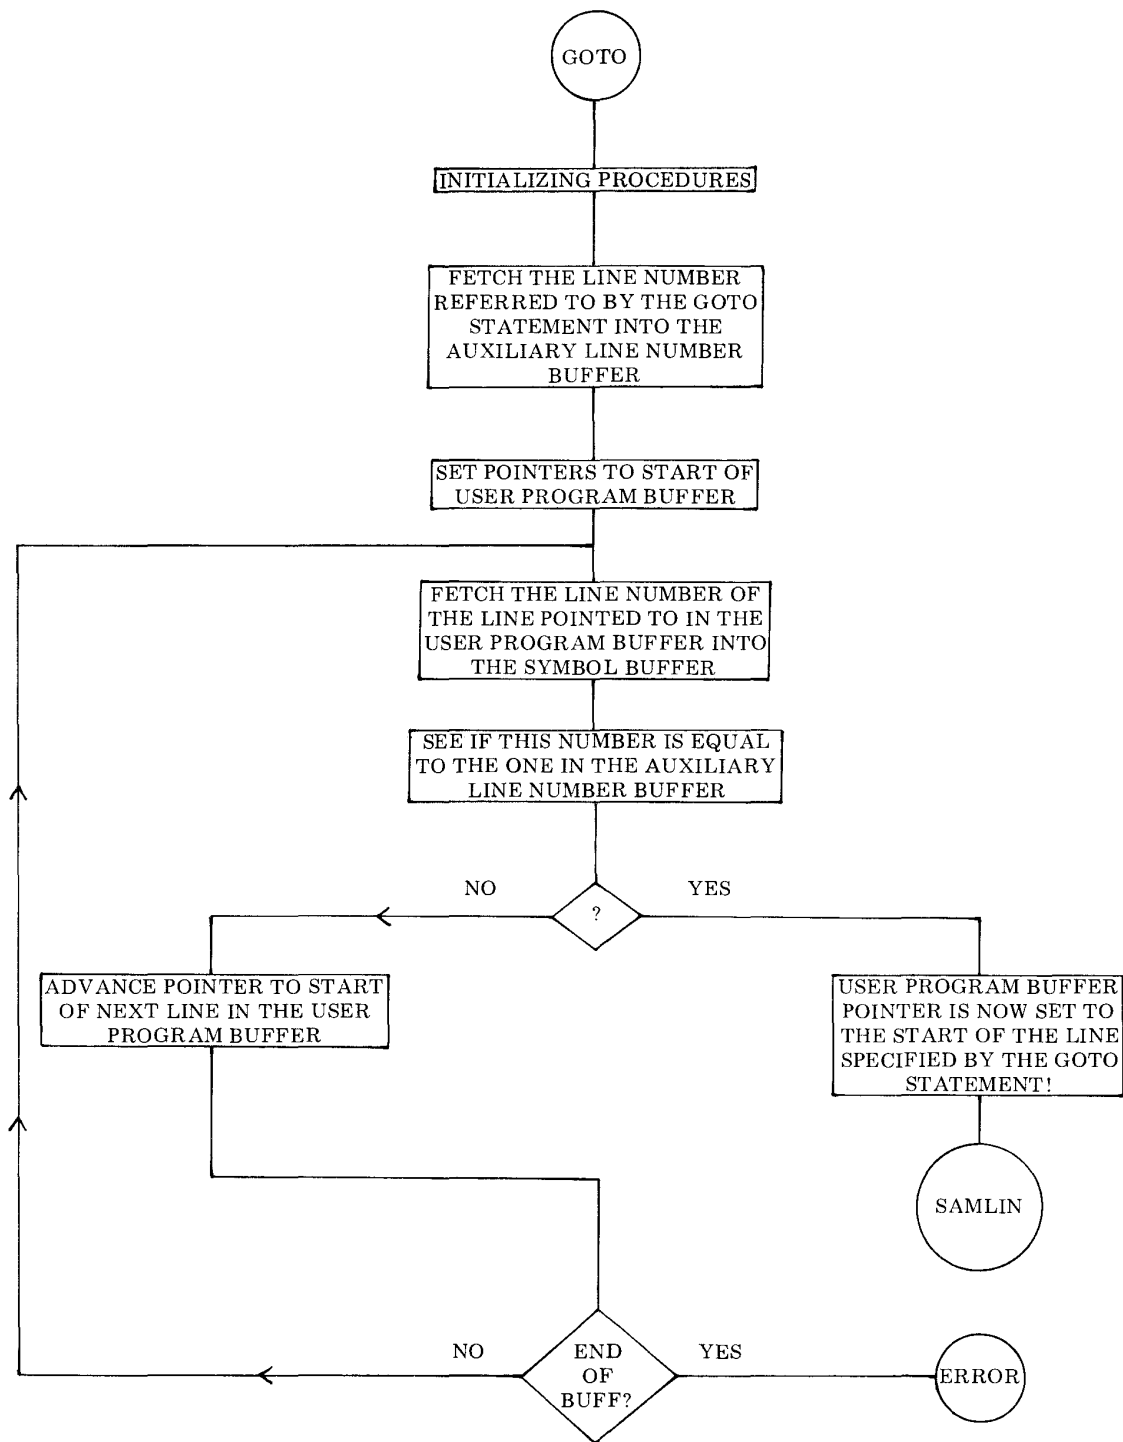 GOTO
INITIALIZING PROCEDURES
FETCH THE LINE NUMBER
REFERRED TO BY THE GOTO
STATEMENT INTO THE
AUXILIARY LINE NUMBER
BUFFER
SET POINTERS TO START OF
USER PROGRAM BUFFER
FETCH THE LINE NUMBER OF
THE LINE POINTED TO IN THE
USER PROGRAM BUFFER INTO
THE SYMBOL BUFFER
SEE IF THIS NUMBER IS EQUAL
TO THE ONE IN THE AUXILIARY
LINE NUMBER BUFFER
NO
?
YES
ADVANCE POINTER TO START
OF NEXT LINE IN THE USER
PROGRAM BUFFER
USER PROGRAM BUFFER
POINTER IS NOW SET TO
THE START OF THE LINE
SPECIFIED BY THE GOTO
STATEMENT!
SAMLIN
NO
END
OF
BUFF?
YES
ERROR